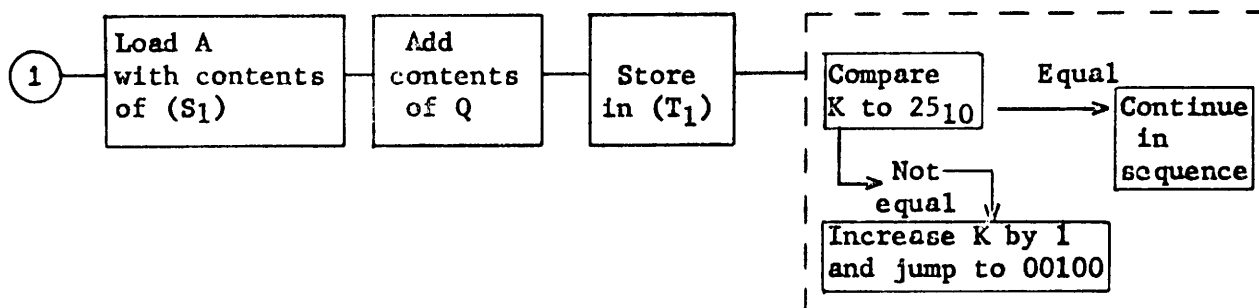 1
Load A
with contents
of (S1)
Add
contents
of Q
Store
in (T1)
Compare
K to 2510
Equal
Continue
in
sequence
Not
equal
Increase K by 1
and jump to 00100